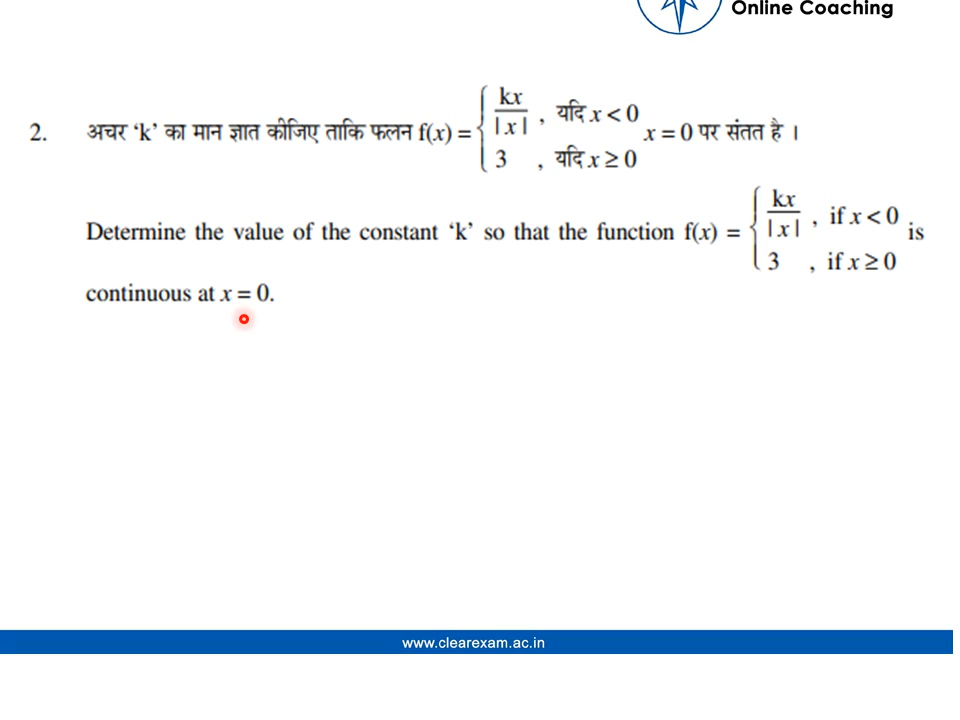 Online Coaching
2. अचर ‘k’ का मान ज्ञात कीजिए ताकि फलन f(x) = { kx/|x| , यदि x < 0
3 , यदि x ≥ 0 x = 0 पर संतत है ।
Determine the value of the constant ‘k’ so that the function f(x) = { kx/|x| , if x < 0
3 , if x ≥ 0 is
continuous at x = 0.
www.clearexam.ac.in